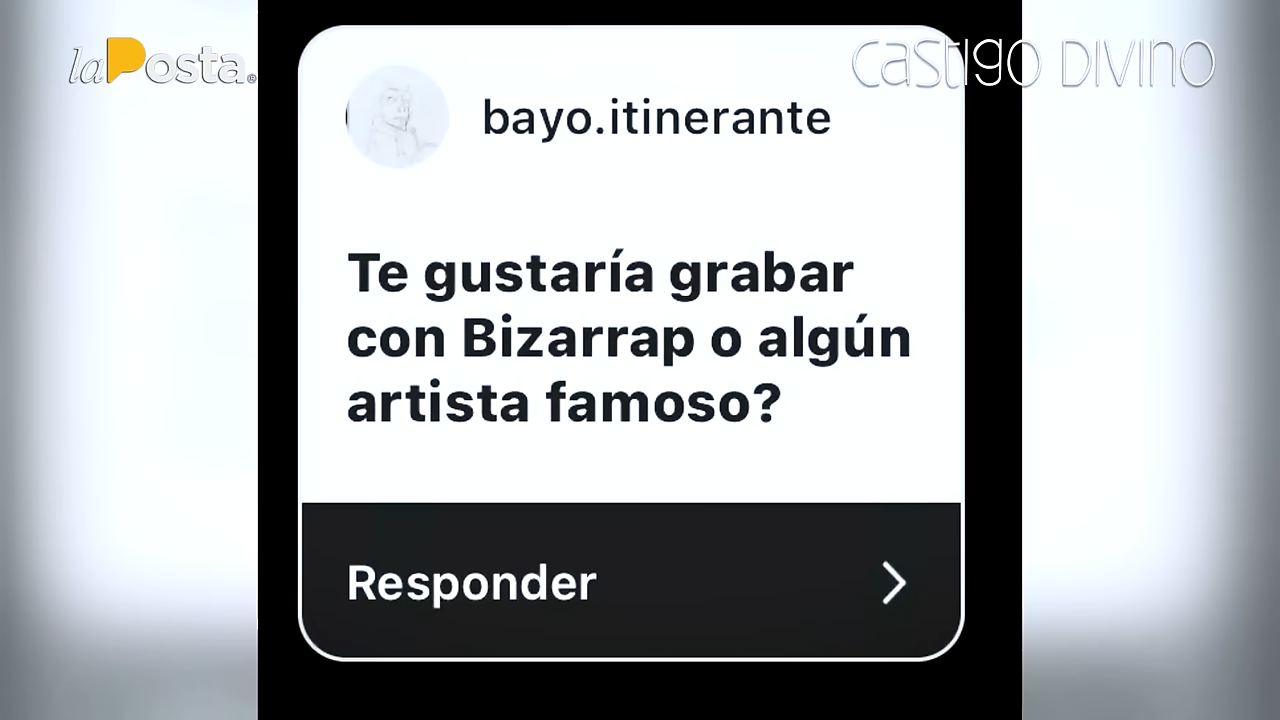 laPosta®
CASTIGO DIVINO
bayo.itinerante
Te gustaría grabar
con Bizarrap o algún
artista famoso?
Responder